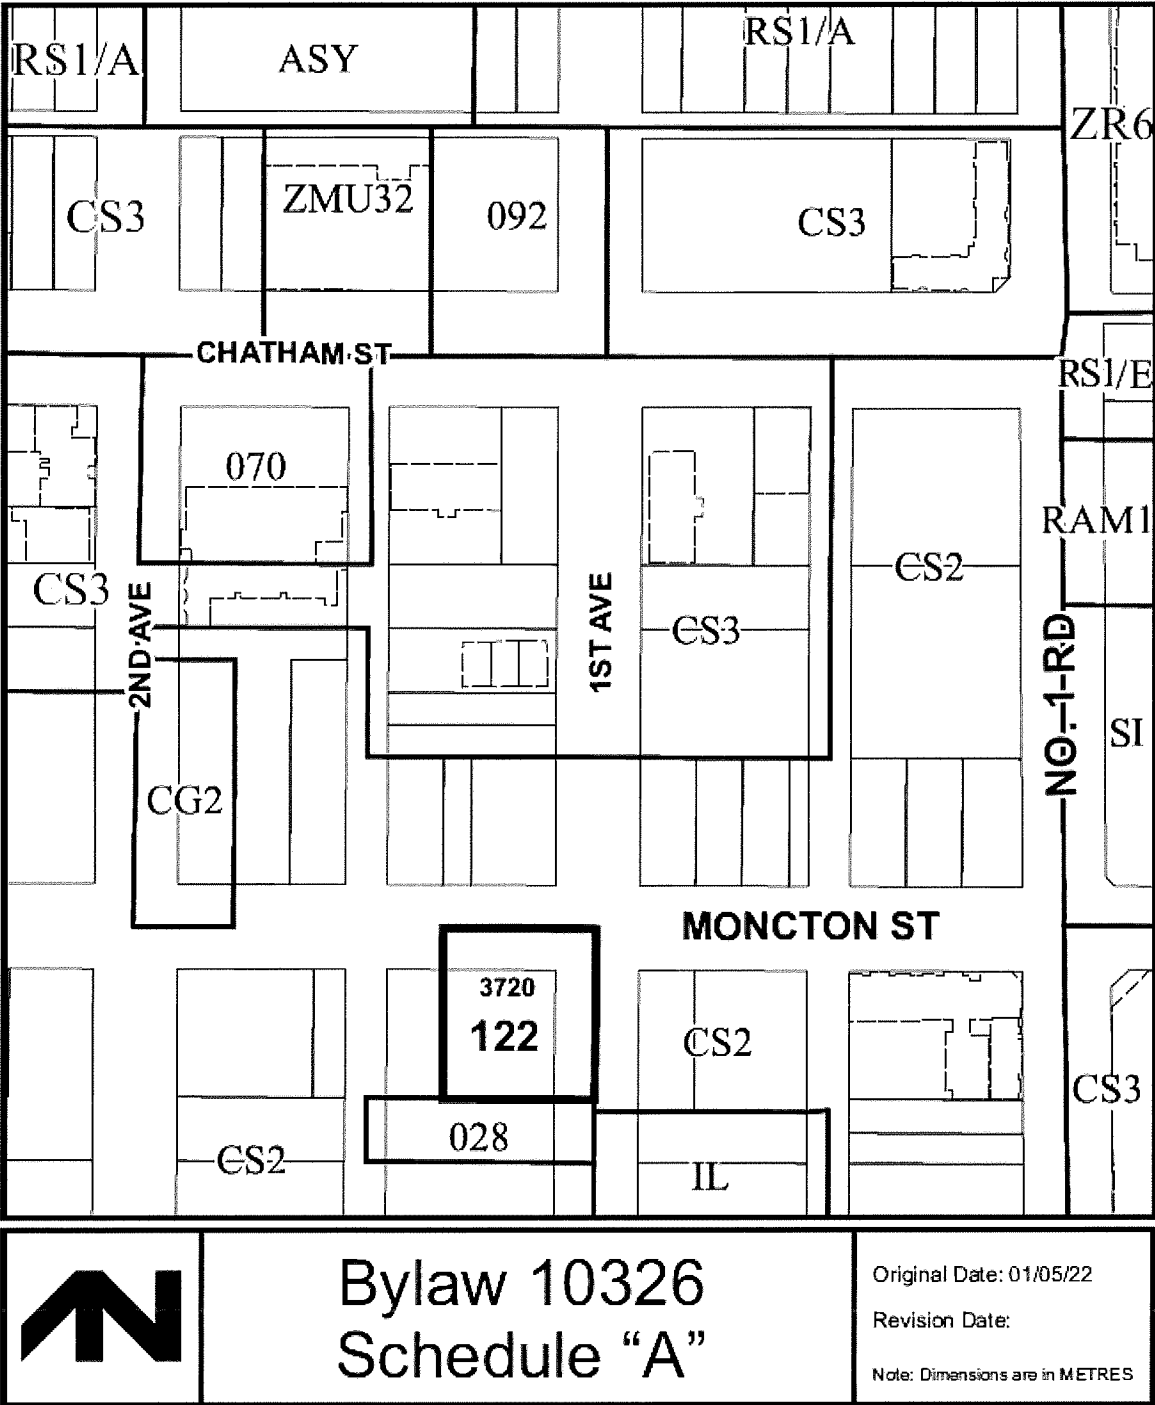 RS1/A
ASY
RS1/A
ZR6
CS3
ZMU32
092
CS3
CHATHAM ST
RS1/E
070
RAM1
CS2
CS3
2ND AVE
1ST AVE
CS3
NO. 1 RD
SI
CG2
MONCTON ST
3720
122
CS2
CS3
028
CS2
IL
Bylaw 10326
Schedule “A”
Original Date: 01/05/22
Revision Date:
Note: Dimensions are in METRES